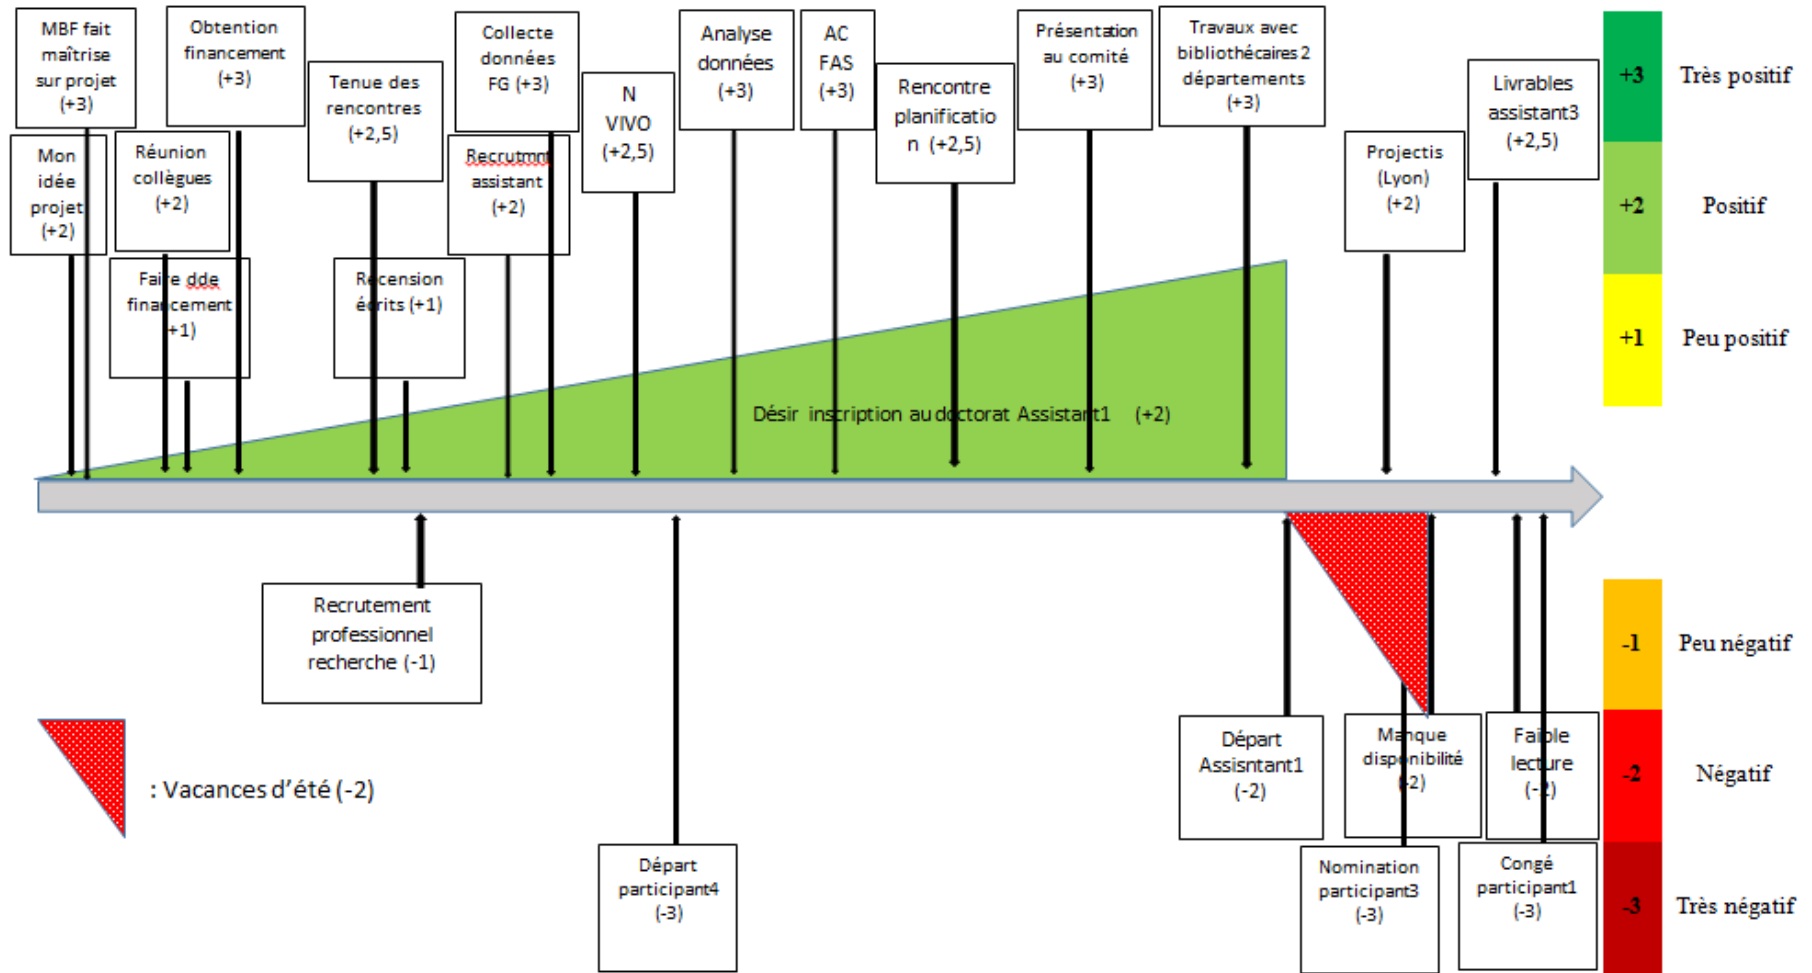 MBF fait
maîtrise
sur projet
(+3)
Obtention
financement
(+3)
Tenue des
rencontres
(+2,5)
Collecte
données
FG (+3)
N
VIVO
(+2,5)
Analyse
données
(+3)
AC
FAS
(+3)
Rencontre
planificatio
n (+2,5)
Présentation
au comité
(+3)
Travaux avec
bibliothécaires 2
départements
(+3)
Livrables
assistant3
(+2,5)
Mon
idée
projet
(+2)
Réunion
collègues
(+2)
Faire dde
financement
(+1)
Recension
écrits (+1)
Recrutmnt
assistant
(+2)
Projectis
(Lyon)
(+2)
+3 Très positif
+2 Positif
+1 Peu positif
Désir inscription au doctorat Assistant1 (+2)
Recrutement
professionnel
recherche (-1)
Départ
participant4
(-3)
Départ
Assisntant1
(-2)
Manque
disponibilité
(-2)
Faible
lecture
(-2)
Nomination
participant3
(-3)
Congé
participant1
(-3)
-1 Peu négatif
-2 Négatif
-3 Très négatif
: Vacances d’été (-2)